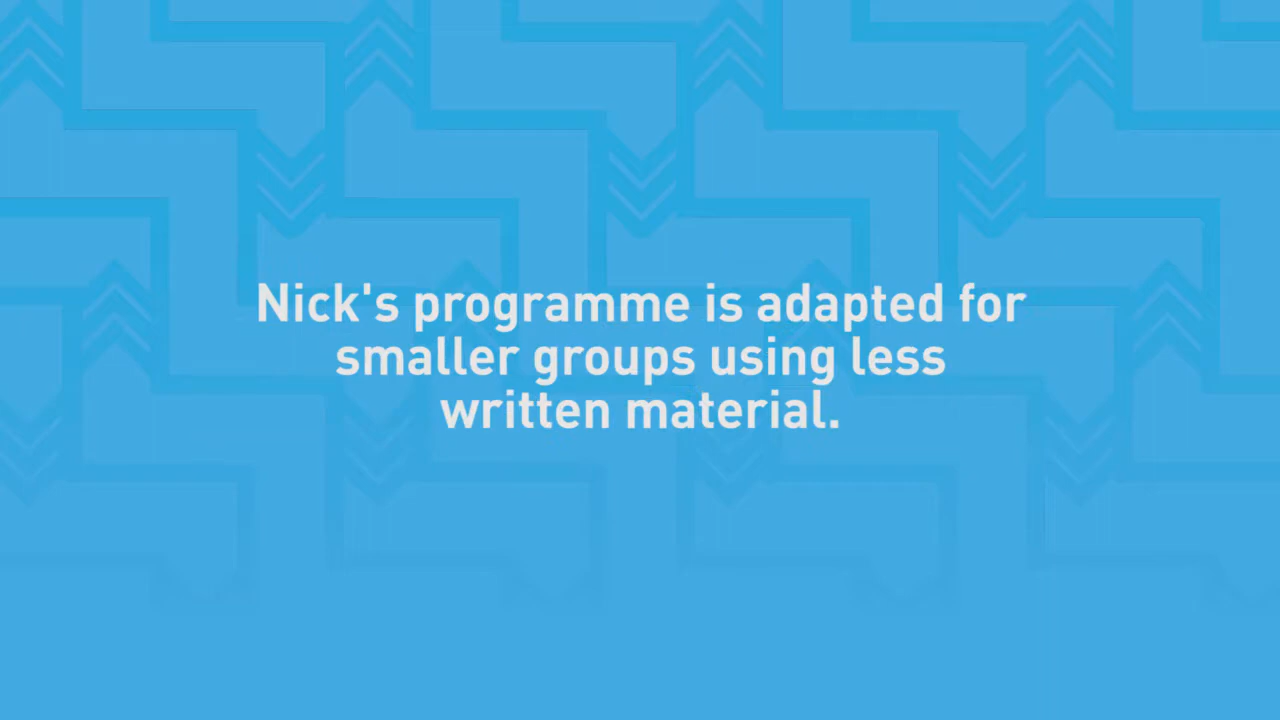 Nick's programme is adapted for
smaller groups using less
written material.